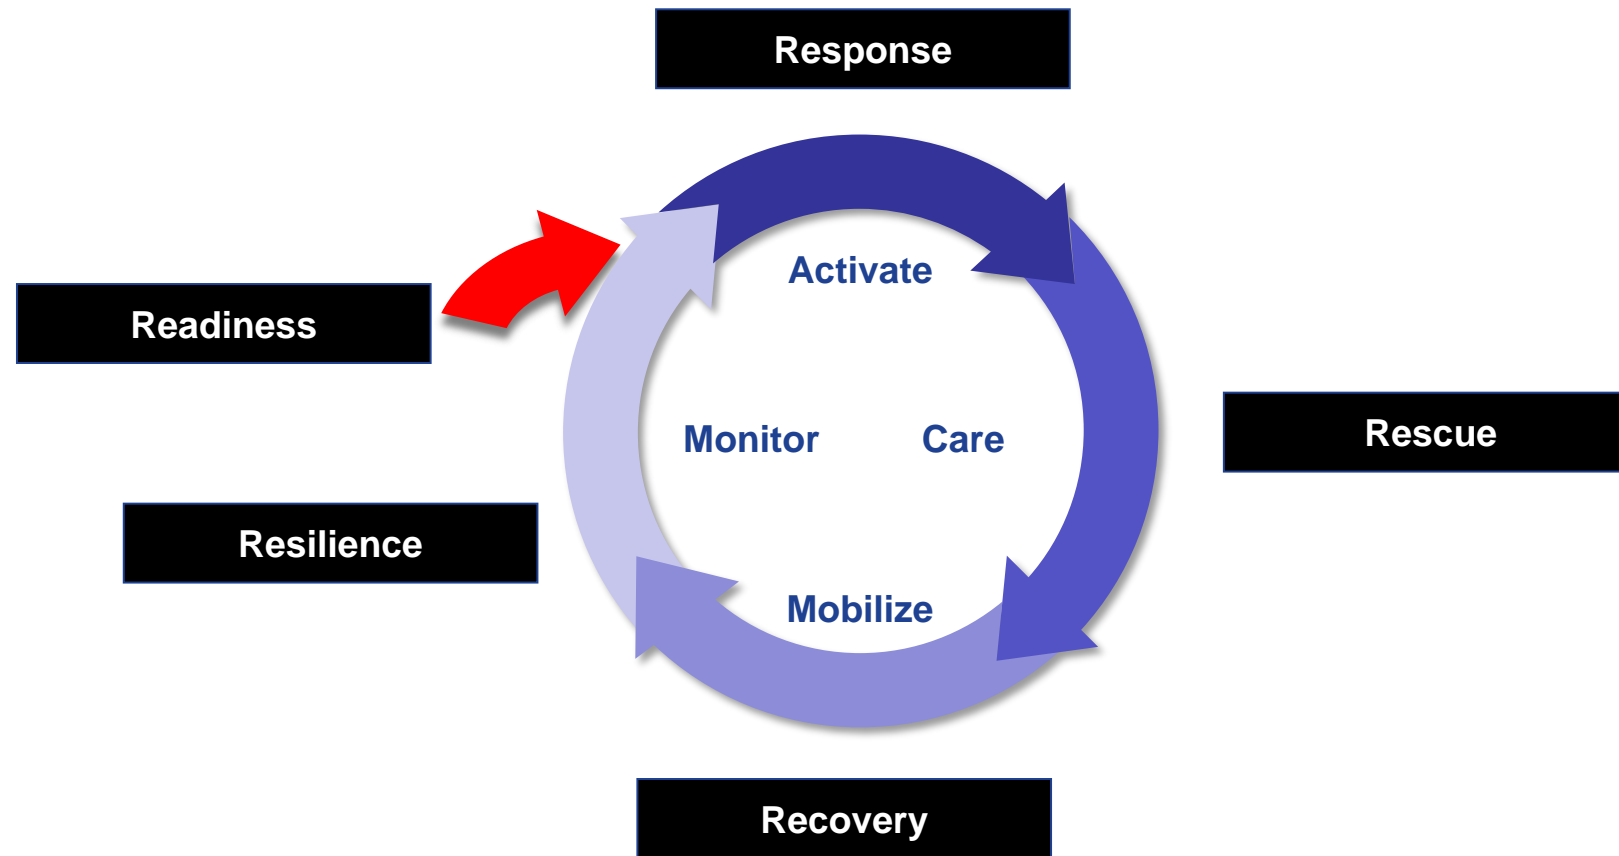 Response
Activate
Readiness
Monitor
Care
Rescue
Resilience
Mobilize
Recovery